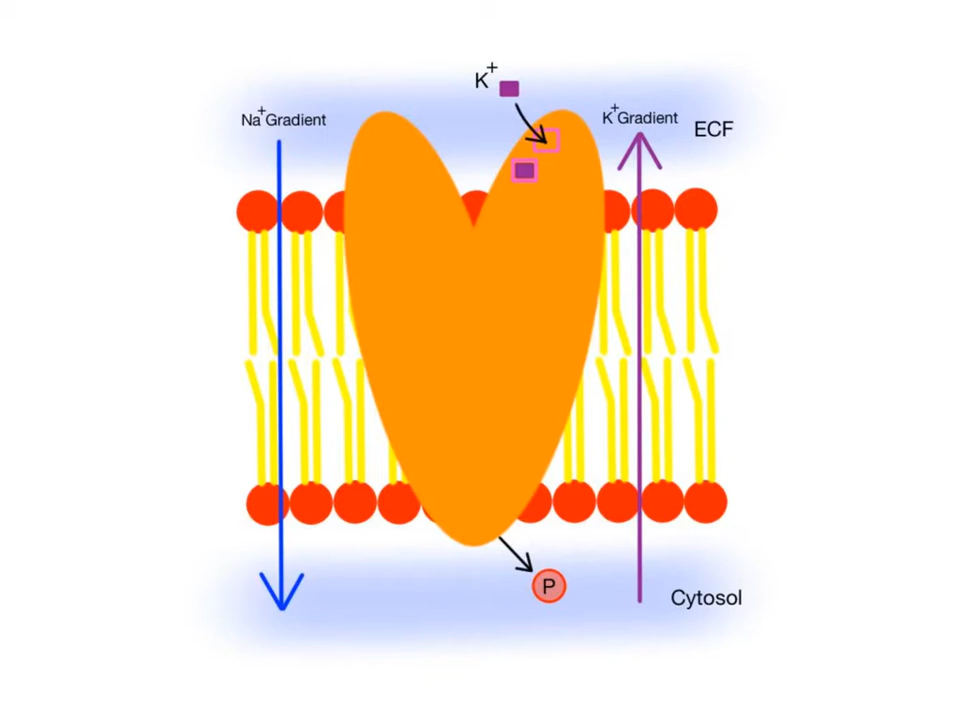 K+
Na+Gradient
K+Gradient
ECF
P
Cytosol